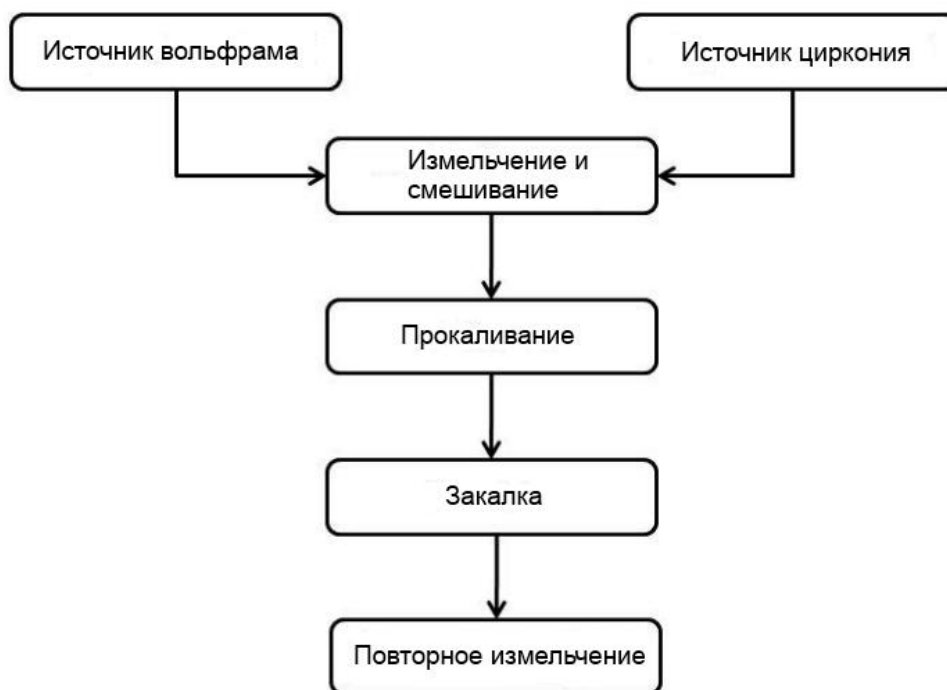 Источник вольфрама
Источник циркония
Измельчение и
смешивание
Прокаливание
Закалка
Повторное измельчение